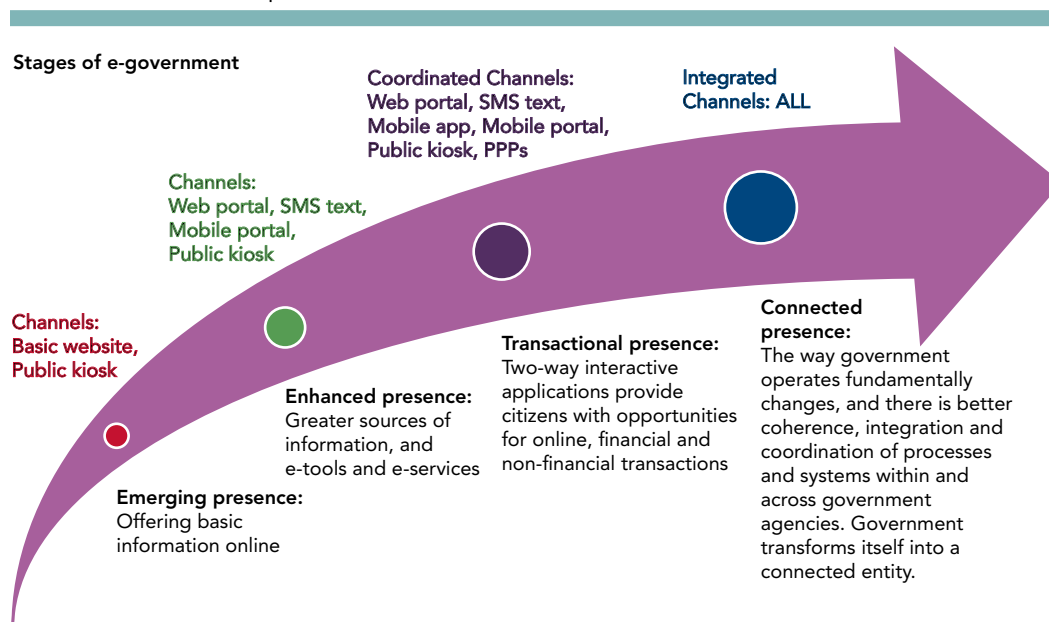 Stages of e-government
Coordinated Channels:
Web portal, SMS text,
Mobile app, Mobile portal,
Public kiosk, PPPs
Integrated
Channels: ALL
Channels:
Web portal, SMS text,
Mobile portal,
Public kiosk
Channels:
Basic website,
Public kiosk
Emerging presence:
Offering basic
information online
Enhanced presence:
Greater sources of
information, and
e-tools and e-services
Transactional presence:
Two-way interactive
applications provide
citizens with opportunities
for online, financial and
non-financial transactions
Connected
presence:
The way government
operates fundamentally
changes, and there is better
coherence, integration and
coordination of processes
and systems within and
across government
agencies. Government
transforms itself into a
connected entity.